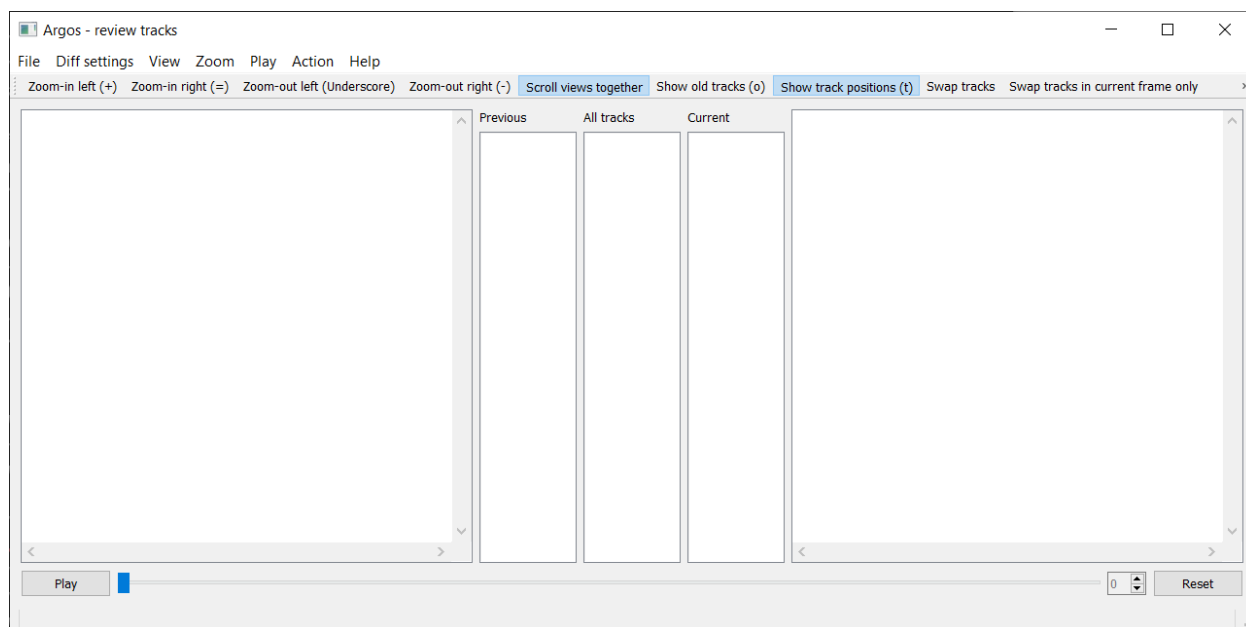 Argos - review tracks
File Diff settings View Zoom Play Action Help
Zoom-in left (+) Zoom-in right (=) Zoom-out left (Underscore) Zoom-out right (-) Scroll views together Show old tracks (o) Show track positions (t) Swap tracks Swap tracks in current frame only
Previous All tracks Current
Play 0 Reset